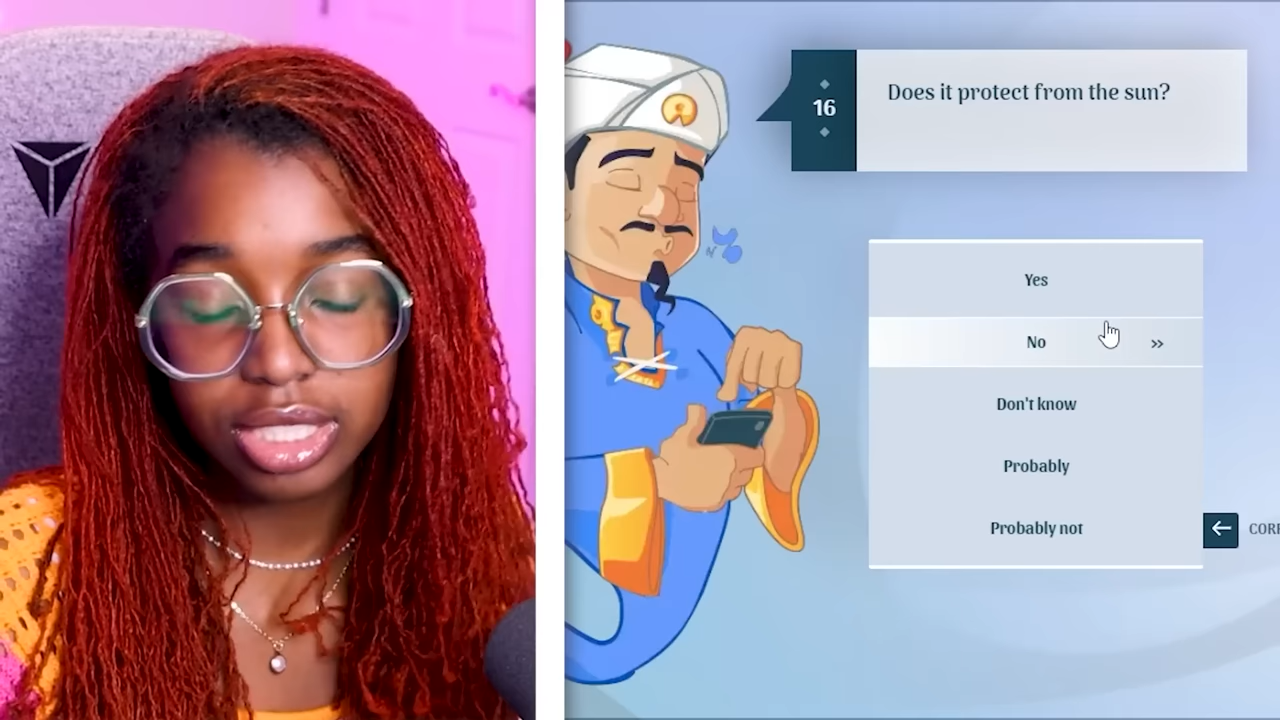 16
Does it protect from the sun?
Yes
No
Don't know
Probably
Probably not